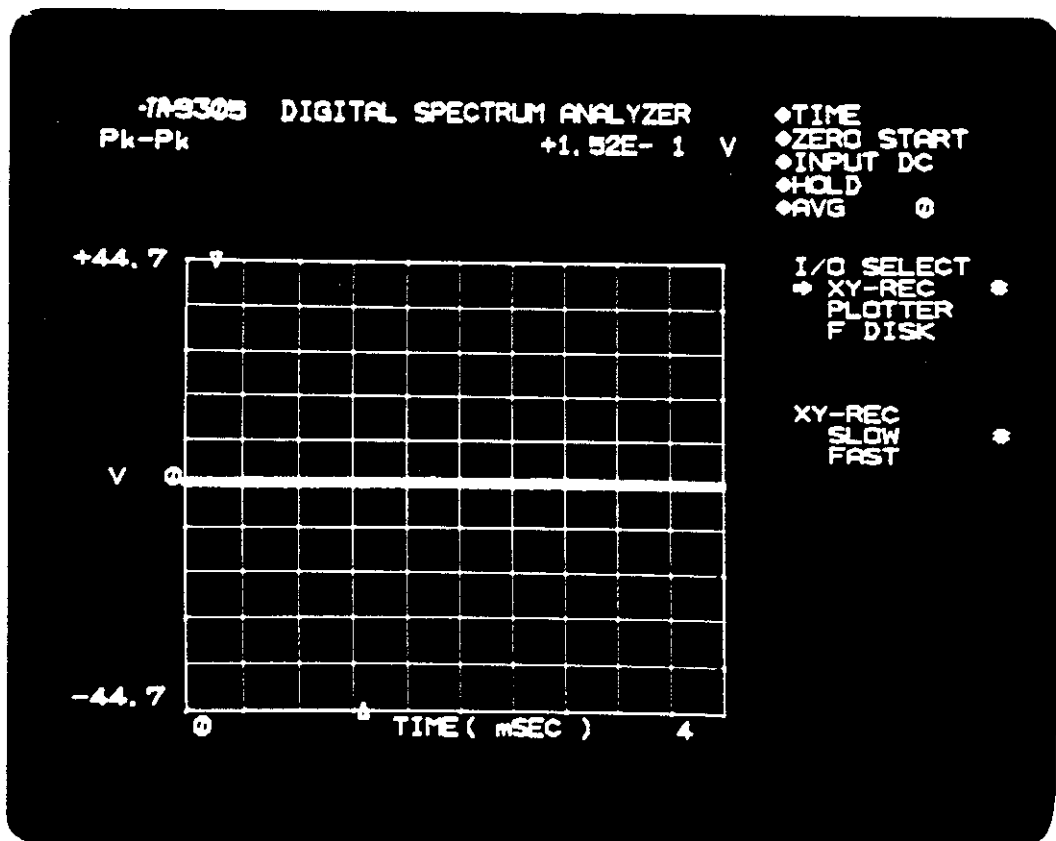 TR9305 DIGITAL SPECTRUM ANALYZER
Pk-Pk +1.52E- 1 V
◆TIME
◆ZERO START
◆INPUT DC
◆HOLD
◆AVG 0
I/O SELECT
➔ XY-REC *
PLOTTER
F DISK
XY-REC
SLOW *
FAST
+44.7
V 0
-44.7
0 TIME( mSEC ) 4